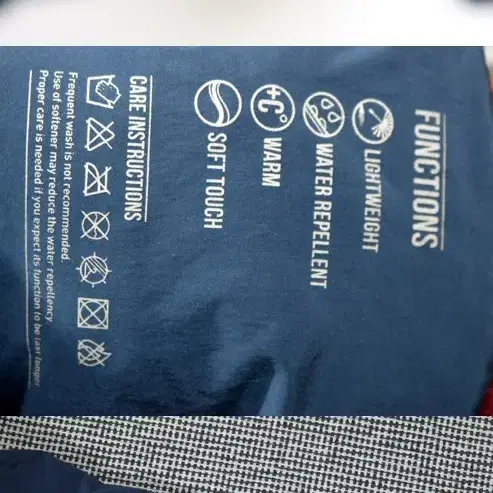 FUNCTIONS
LIGHTWEIGHT
WATER REPELLENT
+C°
WARM
SOFT TOUCH
CARE INSTRUCTIONS
Frequent wash is not recommended.
Use of softener may reduce the water repellency.
Proper care is needed if you expect its function to be last longer